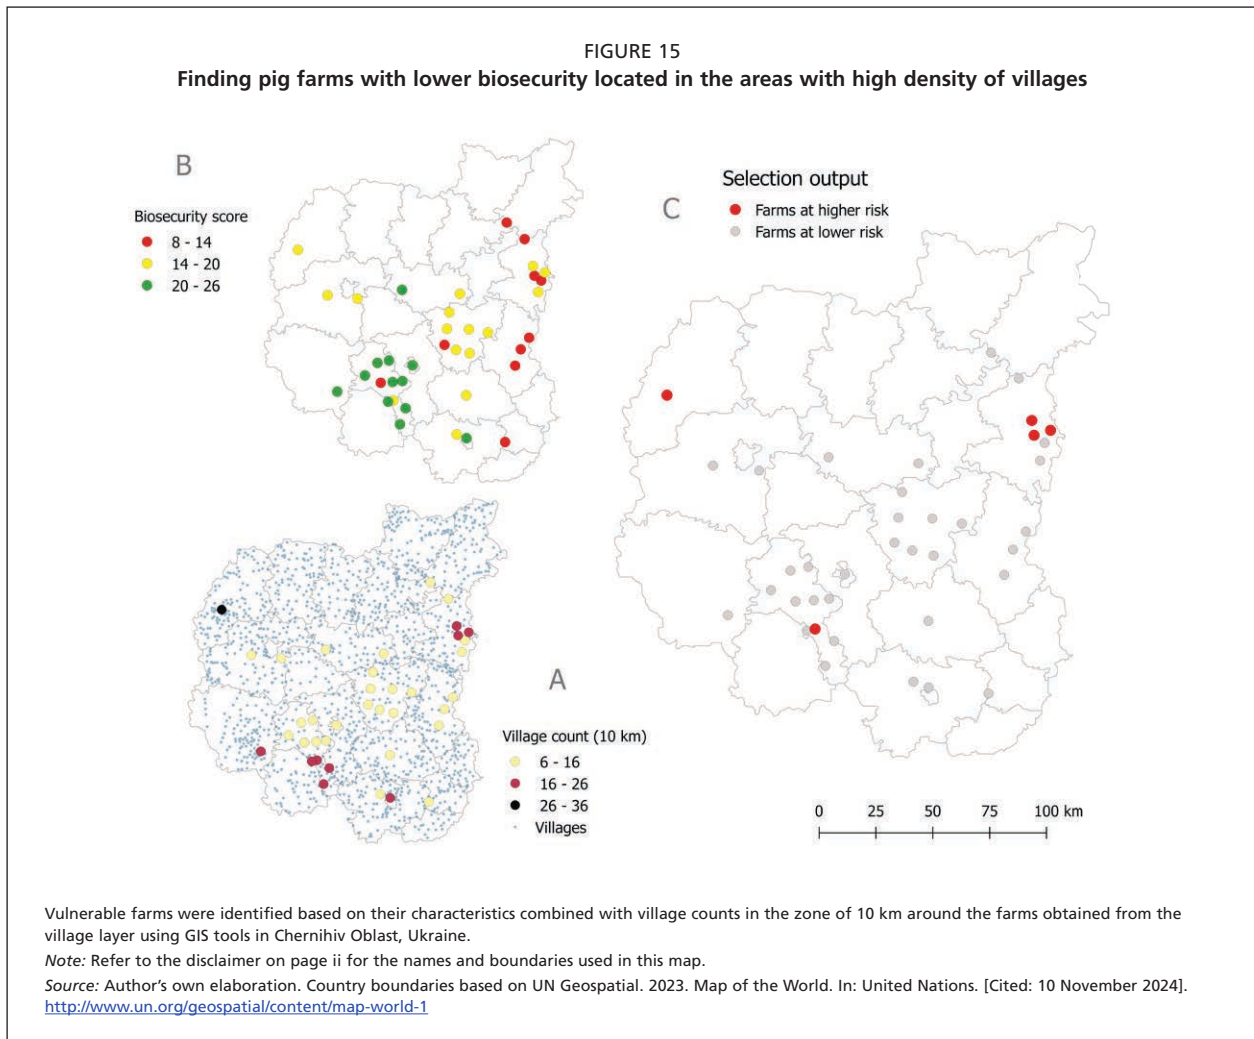 FIGURE 15
Finding pig farms with lower biosecurity located in the areas with high density of villages
B
Biosecurity score
8 - 14
14 - 20
20 - 26
Selection output
C
Farms at higher risk
Farms at lower risk
A
Village count (10 km)
6 - 16
16 - 26
26 - 36
Villages
0 25 50 75 100 km
Vulnerable farms were identified based on their characteristics combined with village counts in the zone of 10 km around the farms obtained from the
village layer using GIS tools in Chernihiv Oblast, Ukraine.
Note: Refer to the disclaimer on page ii for the names and boundaries used in this map.
Source: Author’s own elaboration. Country boundaries based on UN Geospatial. 2023. Map of the World. In: United Nations. [Cited: 10 November 2024].
http://www.un.org/geospatial/content/map-world-1